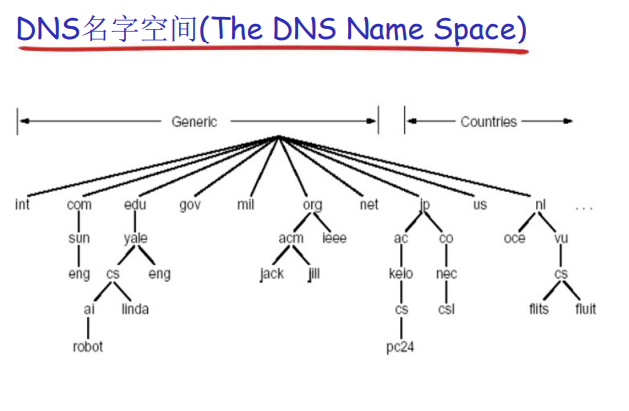 DNS名字空间(The DNS Name Space)
Generic Countries
int com edu gov mil org net jp us nl ...
sun yale acm ieee ac co oce vu
eng cs eng jack jill keio nec cs
ai linda cs csl flits fluit
robot pc24